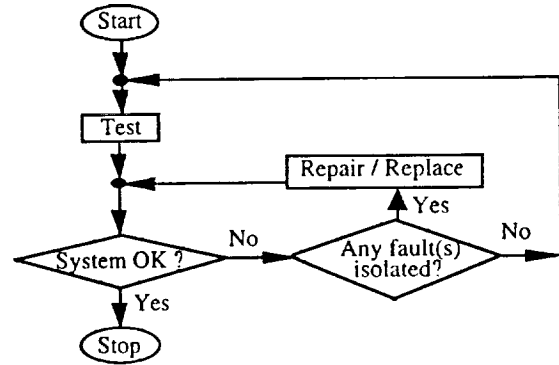 Start
Test
Repair / Replace
Yes
No
No
System OK ?
Any fault(s)
isolated?
Yes
Stop